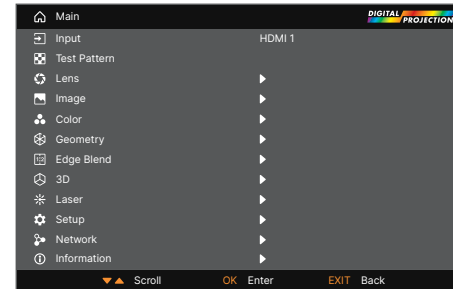 Main
DIGITAL PROJECTION
Input HDMI 1
Test Pattern
Lens
Image
Color
Geometry
Edge Blend
3D
Laser
Setup
Network
Information
Scroll OK Enter EXIT Back